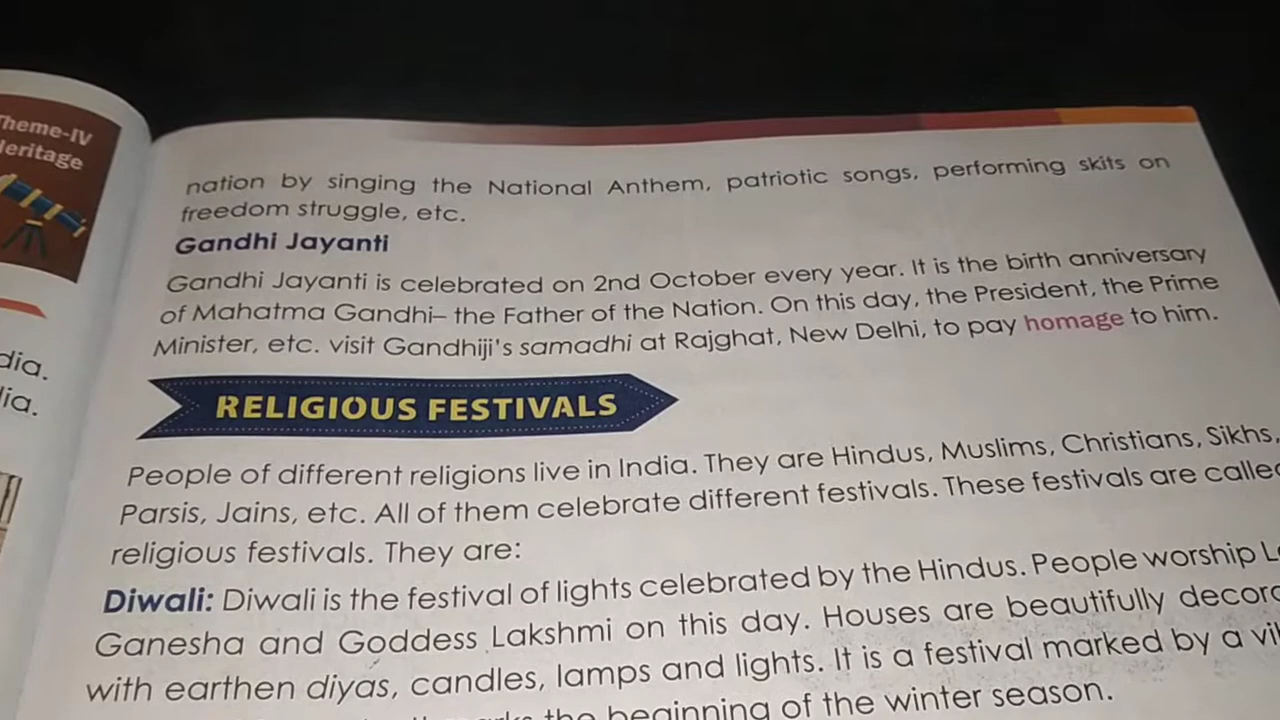 Theme-IV
Heritage
dia.
lia.
nation by singing the National Anthem, patriotic songs, performing skits on
freedom struggle, etc.
Gandhi Jayanti
Gandhi Jayanti is celebrated on 2nd October every year. It is the birth anniversary
of Mahatma Gandhi– the Father of the Nation. On this day, the President, the Prime
Minister, etc. visit Gandhiji's samadhi at Rajghat, New Delhi, to pay homage to him.
RELIGIOUS FESTIVALS
People of different religions live in India. They are Hindus, Muslims, Christians, Sikhs,
Parsis, Jains, etc. All of them celebrate different festivals. These festivals are called
religious festivals. They are:
Diwali: Diwali is the festival of lights celebrated by the Hindus. People worship
Ganesha and Goddess Lakshmi on this day. Houses are beautifully
with earthen diyas, candles, lamps and lights. It is a festival marked by a
the beginning of the winter season.